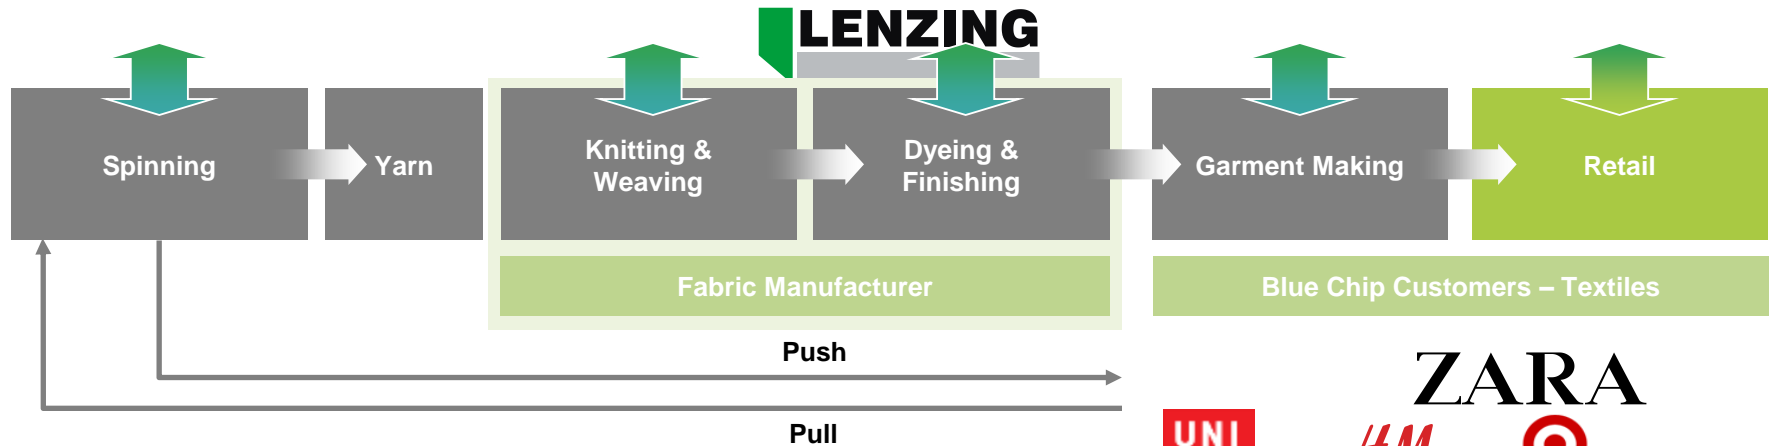 LENZING
Spinning
Yarn
Knitting &
Weaving
Dyeing &
Finishing
Garment Making
Retail
Fabric Manufacturer
Blue Chip Customers – Textiles
Push
ZARA
UNI
H&M
Pull